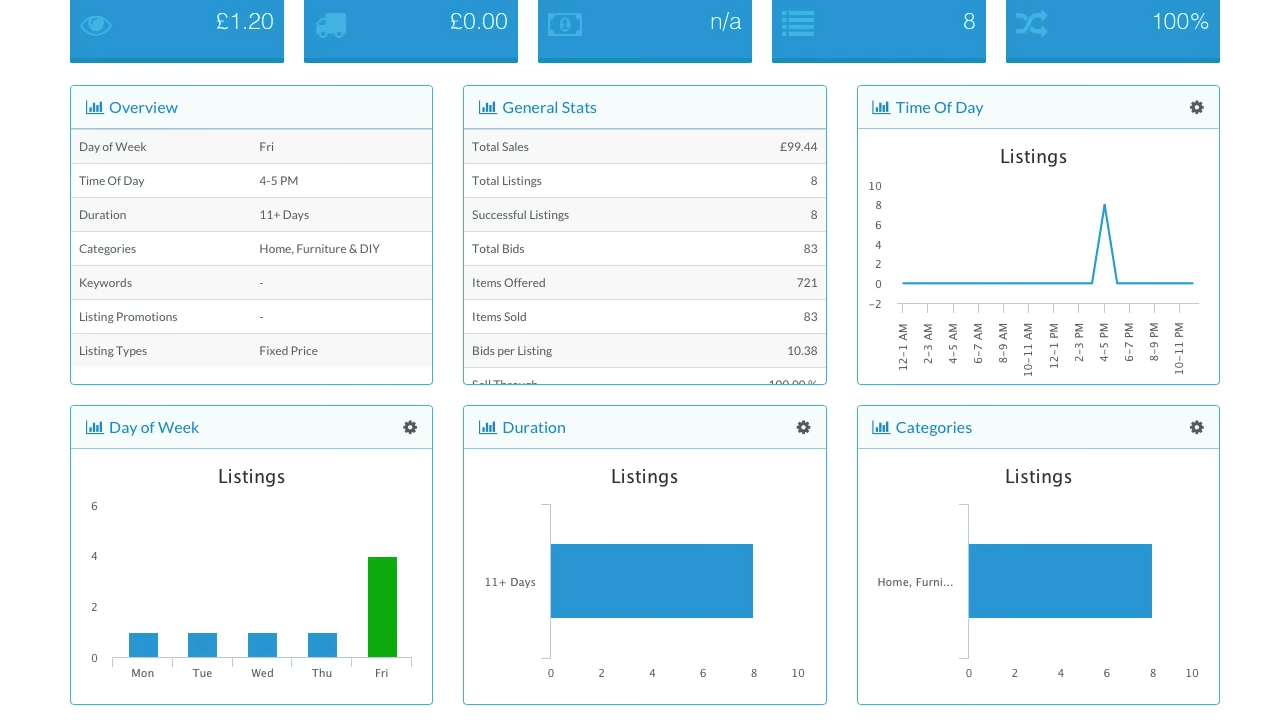 £1.20 £0.00 n/a 8 100%
Overview
Day of Week Fri
Time Of Day 4-5 PM
Duration 11+ Days
Categories Home, Furniture & DIY
Keywords -
Listing Promotions -
Listing Types Fixed Price
General Stats
Total Sales £99.44
Total Listings 8
Successful Listings 8
Total Bids 83
Items Offered 721
Items Sold 83
Bids per Listing 10.38
Sell Through 100.00 %
Time Of Day
Listings
10
8
6
4
2
0
-2
12-1 AM 2-3 AM 4-5 AM 6-7 AM 8-9 AM 10-11 AM 12-1 PM 2-3 PM 4-5 PM 6-7 PM 8-9 PM 10-11 PM
Day of Week
Listings
6
4
2
0
Mon Tue Wed Thu Fri
Duration
Listings
11+ Days
0 2 4 6 8 10
Categories
Listings
Home, Furni...
0 2 4 6 8 10